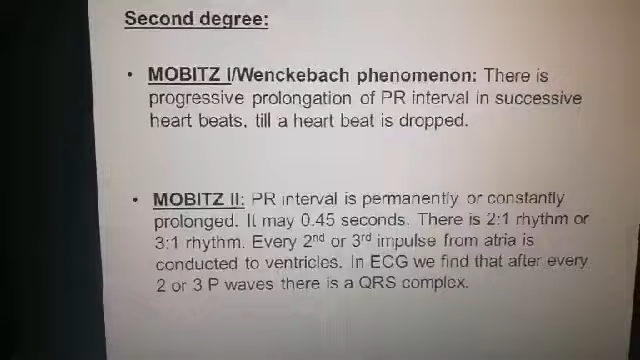 Second degree:
• MOBITZ I/Wenckebach phenomenon: There is
progressive prolongation of PR interval in successive
heart beats, till a heart beat is dropped.
• MOBITZ II: PR interval is permanently or constantly
prolonged. It may 0.45 seconds. There is 2:1 rhythm or
3:1 rhythm. Every 2nd or 3rd impulse from atria is
conducted to ventricles. In ECG we find that after every
2 or 3 P waves there is a QRS complex.